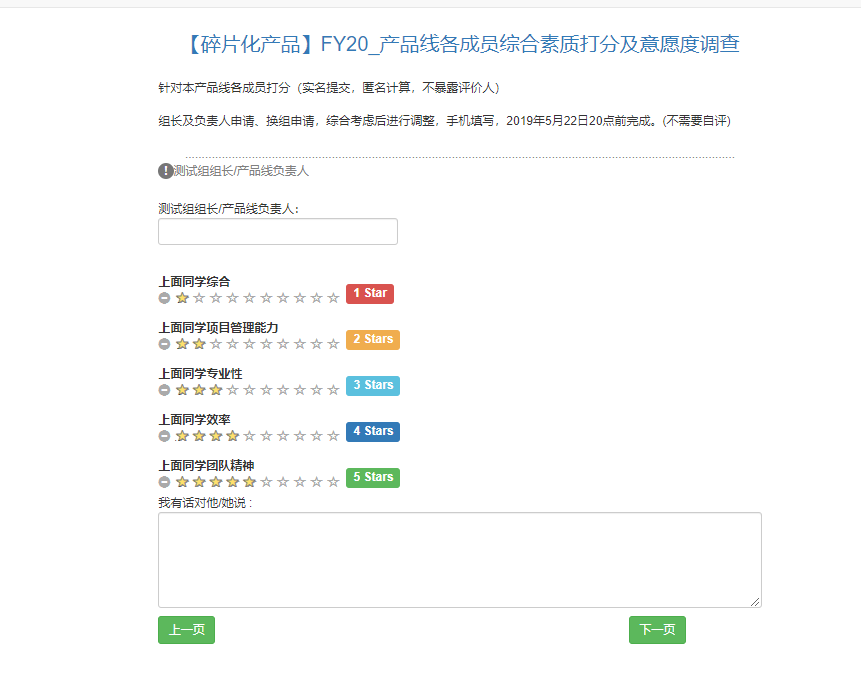 【碎片化产品】FY20_产品线各成员综合素质打分及意愿度调查
针对本产品线各成员打分（实名提交，匿名计算，不暴露评价人）
组长及负责人申请、换组申请，综合考虑后进行调整，手机填写，2019年5月22日20点前完成。(不需要自评)
测试组组长/产品线负责人
测试组组长/产品线负责人：
上面同学综合
1 Star
上面同学项目管理能力
2 Stars
上面同学专业性
3 Stars
上面同学效率
4 Stars
上面同学团队精神
5 Stars
我有话对他/她说 :
上一页 下一页